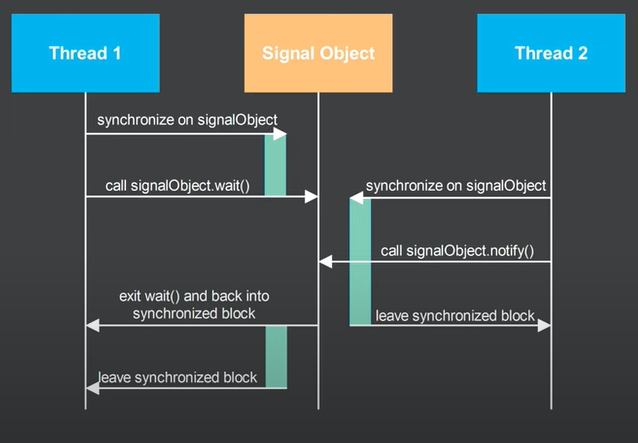 Thread 1
Signal Object
Thread 2
synchronize on signalObject
call signalObject.wait()
synchronize on signalObject
call signalObject.notify()
exit wait() and back into
synchronized block
leave synchronized block
leave synchronized block